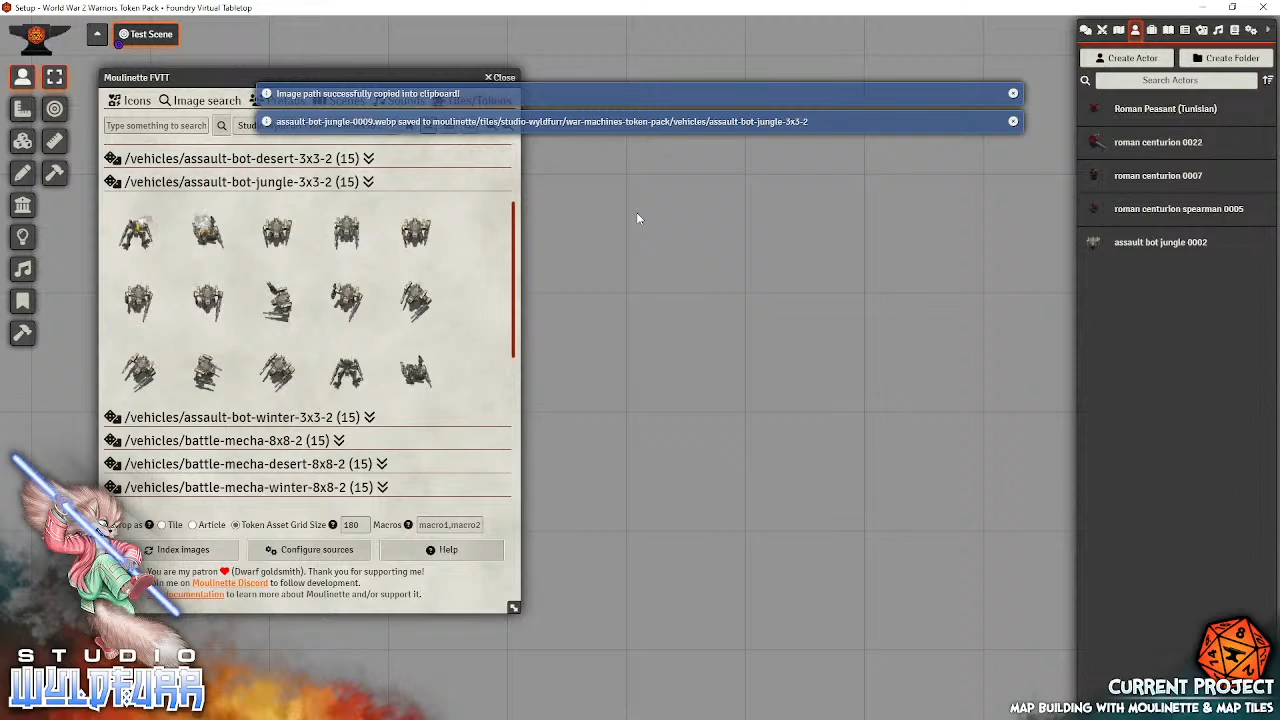 Setup - World War 2 Warriors Token Pack • Foundry Virtual Tabletop
Test Scene
Moulinette FVTT
Close
Image path successfully copied into clipboard!
Icons
Image search
assault-bot-jungle-0009.webp saved to moulinette/tiles/studio-wyldfurr/war-machines-token-pack/vehicles/assault-bot-jungle-3x3-2
Type something to search
/vehicles/assault-bot-desert-3x3-2 (15)
/vehicles/assault-bot-jungle-3x3-2 (15)
/vehicles/assault-bot-winter-3x3-2 (15)
/vehicles/battle-mecha-8x8-2 (15)
/vehicles/battle-mecha-desert-8x8-2 (15)
/vehicles/battle-mecha-winter-8x8-2 (15)
Tile
Article
Token Asset Grid Size
180
Macros
macro1,macro2
Index images
Configure sources
Help
You are my patron (Dwarf goldsmith). Thank you for supporting me!
me on Moulinette Discord to follow development.
to learn more about Moulinette and/or support it.
Create Actor
Create Folder
Search Actors
Roman Peasant (Tunisian)
roman centurion 0022
roman centurion 0007
roman centurion spearman 0005
assault bot jungle 0002
STUDIO
WYLDFURR
8
CURRENT PROJECT
MAP BUILDING WITH MOULINETTE & MAP TILES